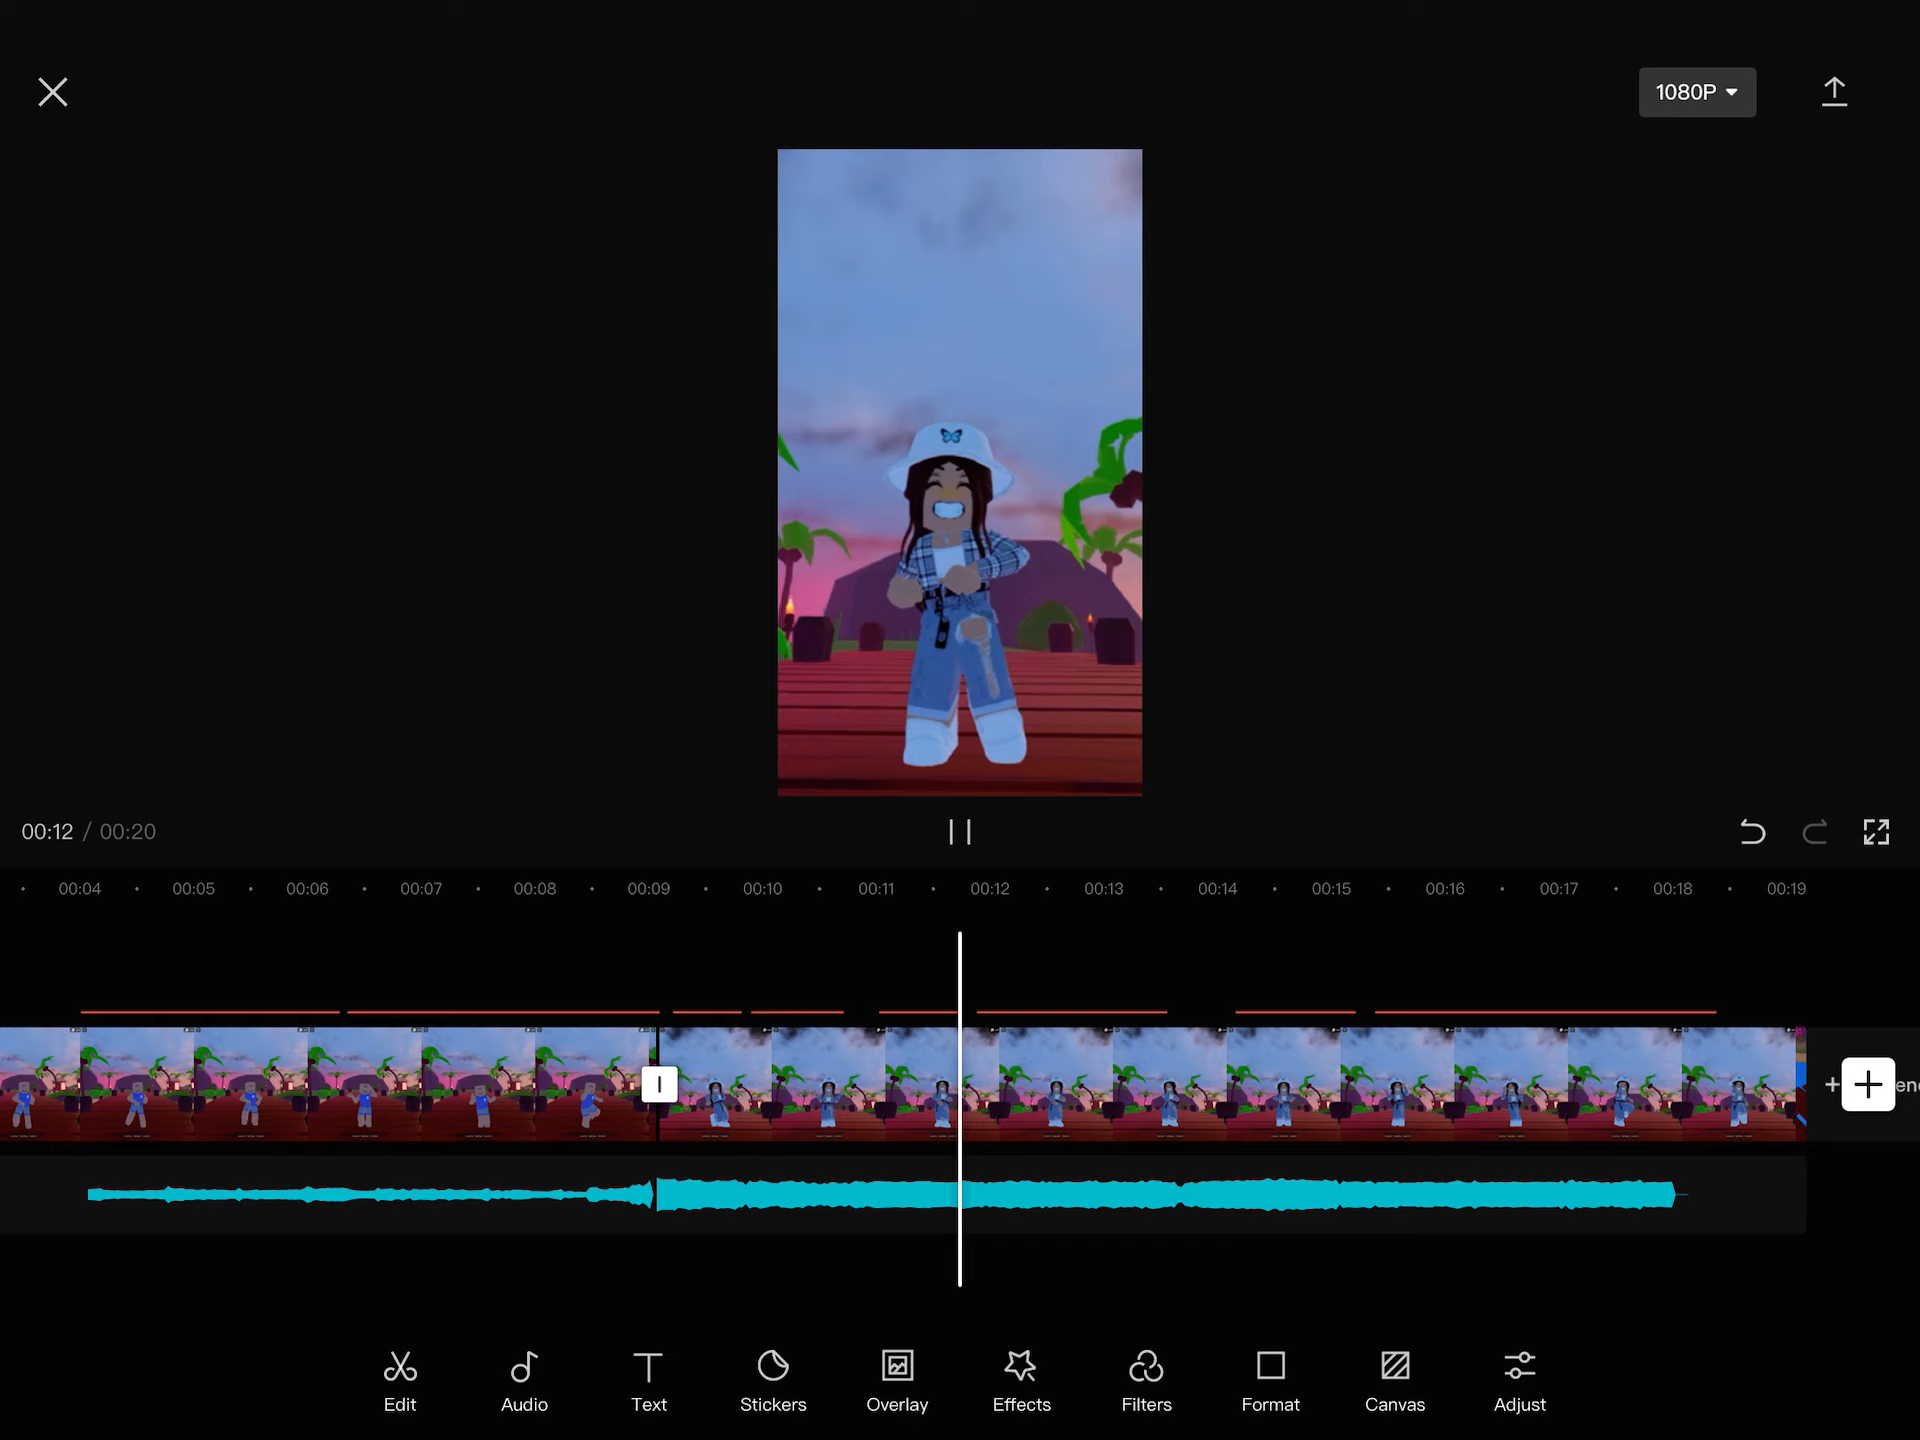 1080P
00:12 / 00:20
00:04 00:05 00:06 00:07 00:08 00:09 00:10 00:11 00:12 00:13 00:14 00:15 00:16 00:17 00:18 00:19
Edit Audio Text Stickers Overlay Effects Filters Format Canvas Adjust